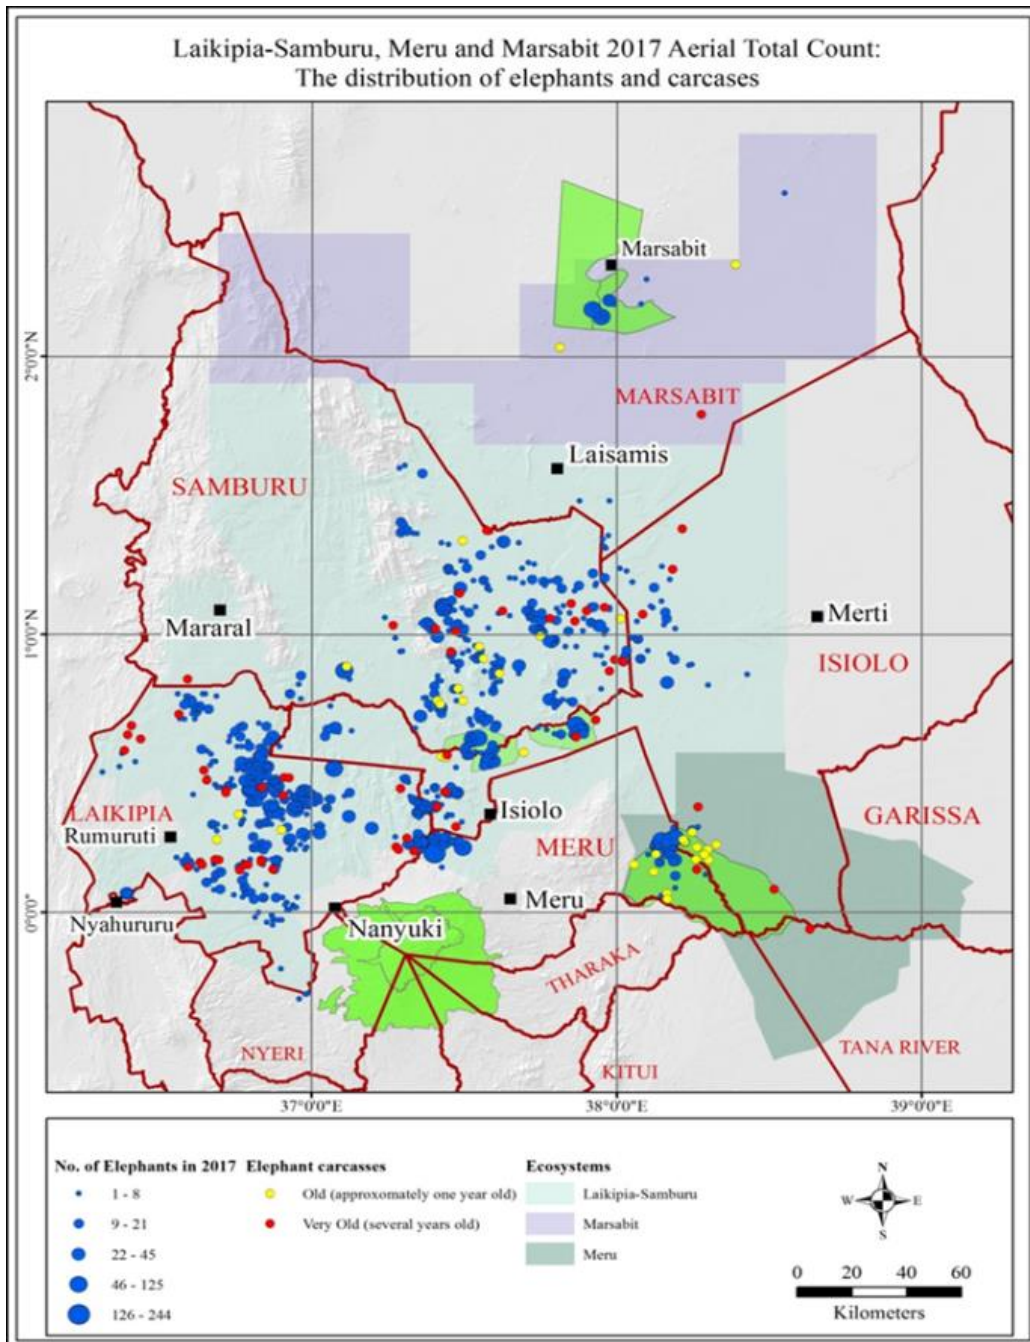 Laikipia-Samburu, Meru and Marsabit 2017 Aerial Total Count:
The distribution of elephants and carcases
Marsabit
2°0'0"N
MARSABIT
Laisamis
SAMBURU
Mararal
Merti
1°0'0"N
ISIOLO
LAIKIPIA
Isiolo
GARISSA
Rumuruti
MERU
Meru
Nyahururu
Nanyuki
0°0'0"
THARAKA
NYERI
KITUI
TANA RIVER
37°0'0"E
38°0'0"E
39°0'0"E
No. of Elephants in 2017
1 - 8
9 - 21
22 - 45
46 - 125
126 - 244
Elephant carcasses
Old (approxomately one year old)
Very Old (several years old)
Ecosystems
Laikipia-Samburu
Marsabit
Meru
N
W
E
S
0 20 40 60
Kilometers